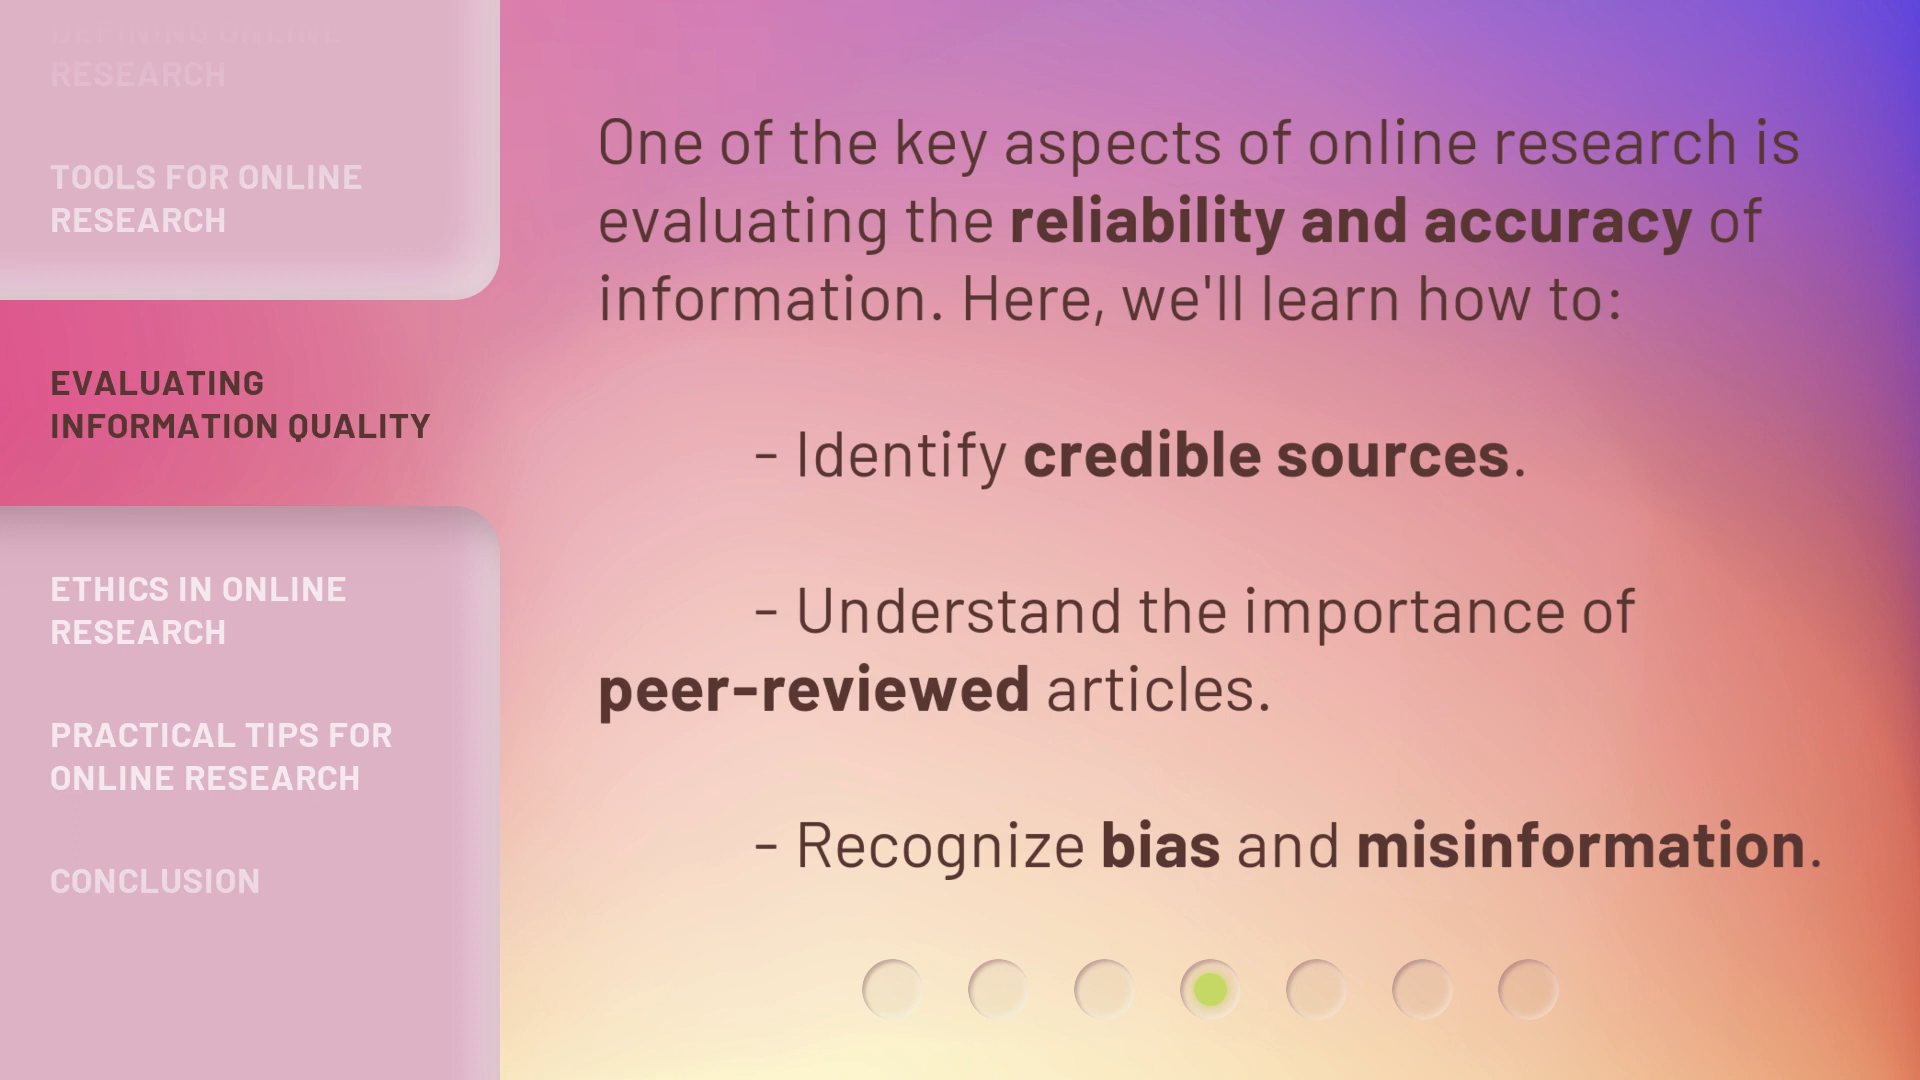 DEFINING ONLINE
RESEARCH
TOOLS FOR ONLINE
RESEARCH
EVALUATING
INFORMATION QUALITY
ETHICS IN ONLINE
RESEARCH
PRACTICAL TIPS FOR
ONLINE RESEARCH
CONCLUSION
One of the key aspects of online research is
evaluating the reliability and accuracy of
information. Here, we'll learn how to:
- Identify credible sources.
- Understand the importance of
peer-reviewed articles.
- Recognize bias and misinformation.